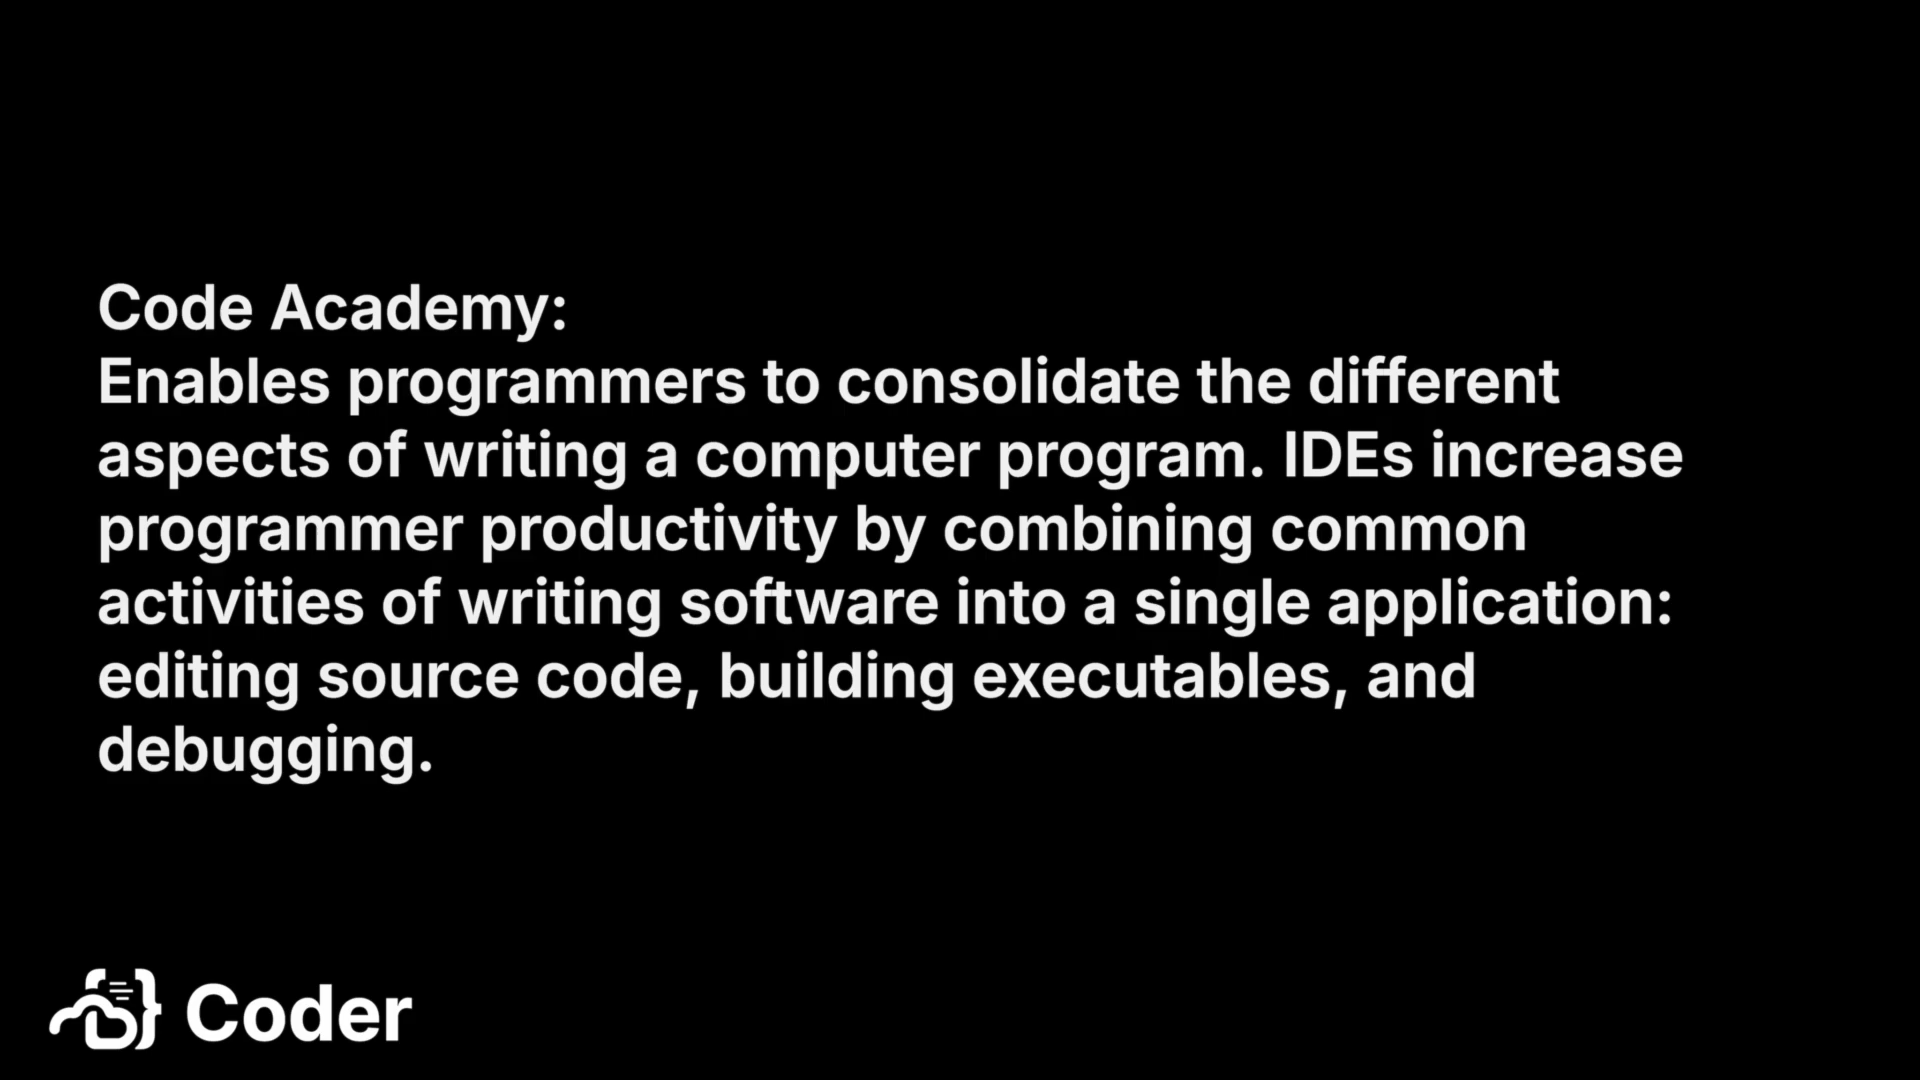 Code Academy:
Enables programmers to consolidate the different
aspects of writing a computer program. IDEs increase
programmer productivity by combining common
activities of writing software into a single application:
editing source code, building executables, and
debugging.
Coder